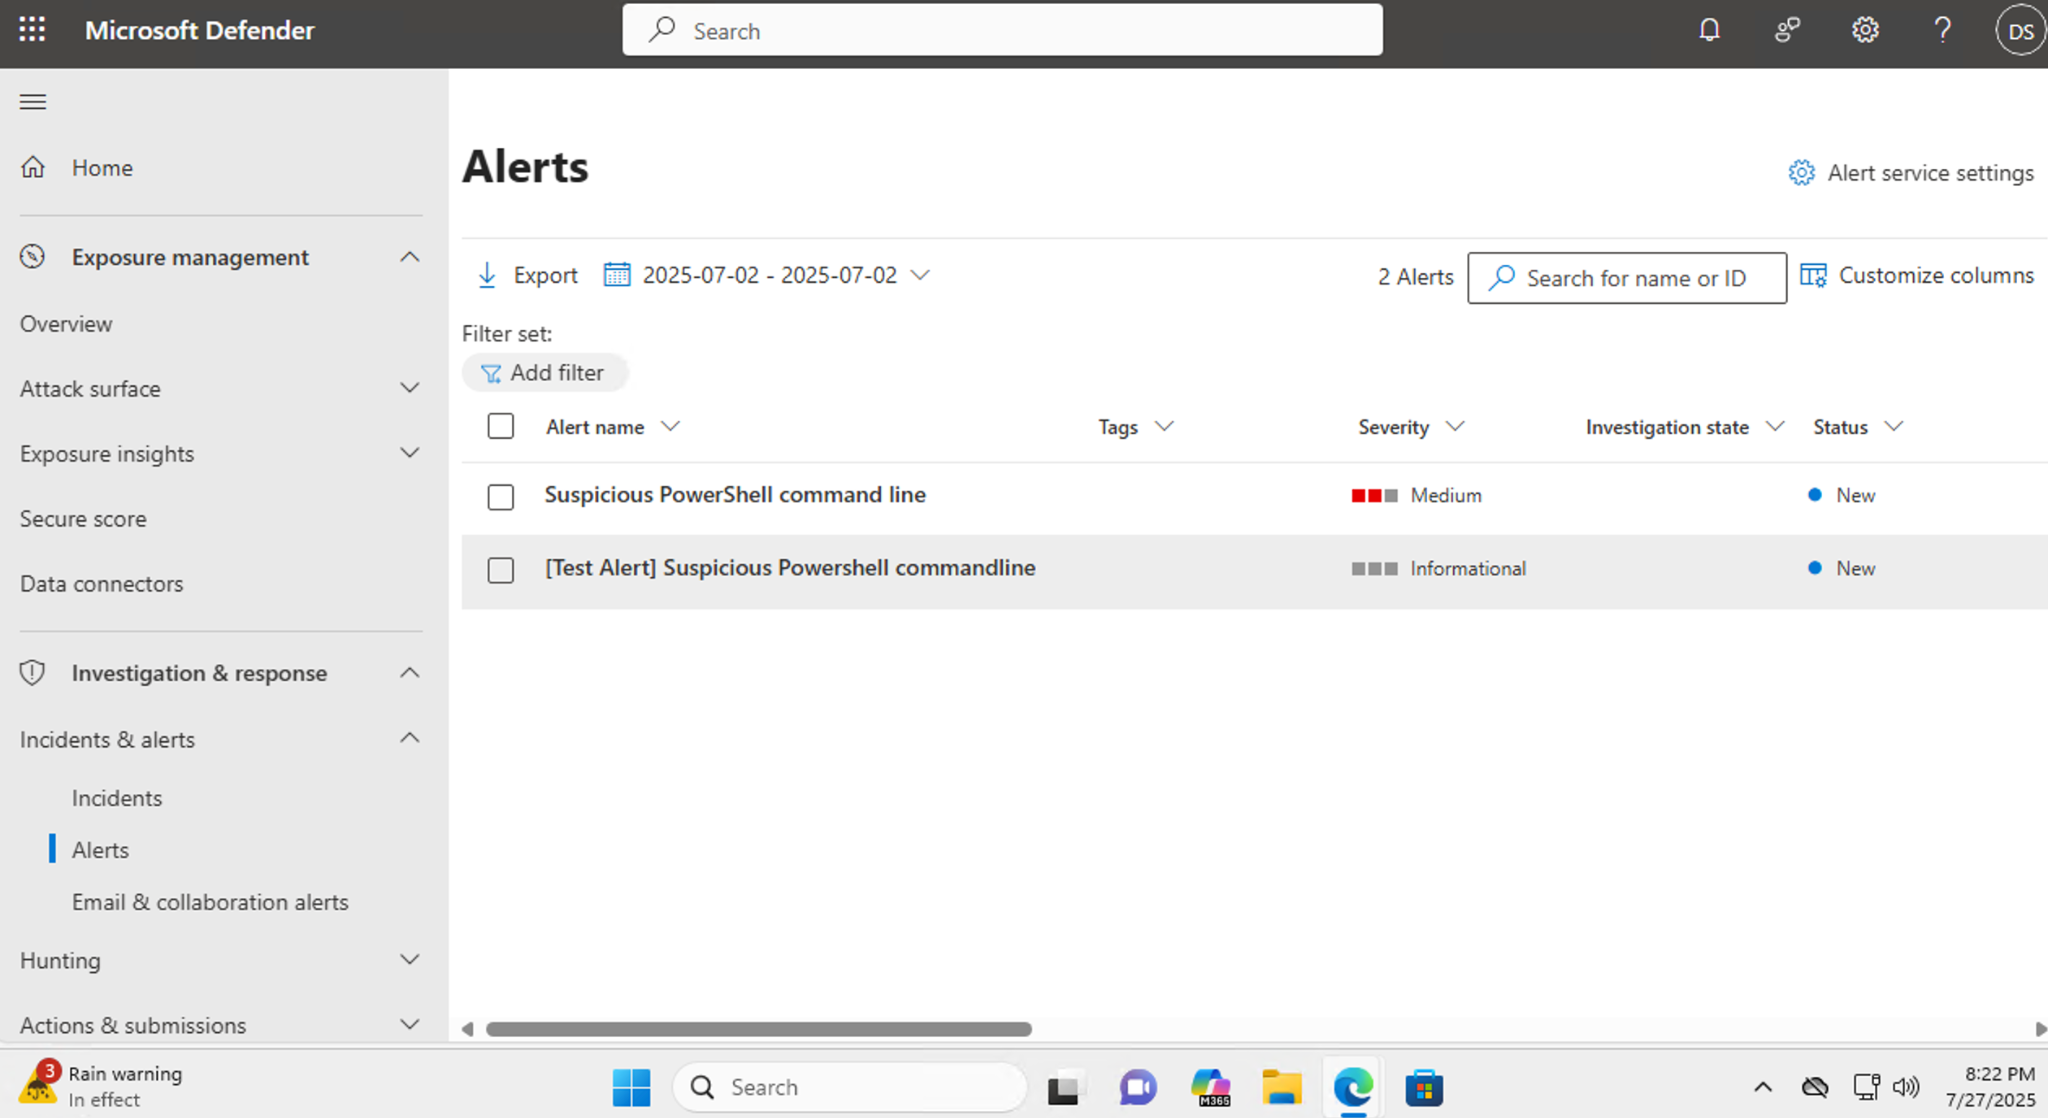 Microsoft Defender
Search
DS
Home
Exposure management
Overview
Attack surface
Exposure insights
Secure score
Data connectors
Investigation & response
Incidents & alerts
Incidents
Alerts
Email & collaboration alerts
Hunting
Actions & submissions
Alerts
Alert service settings
Export
2025-07-02 - 2025-07-02
2 Alerts
Search for name or ID
Customize columns
Filter set:
Add filter
Alert name
Tags
Severity
Investigation state
Status
Suspicious PowerShell command line
Medium
New
[Test Alert] Suspicious Powershell commandline
Informational
New
3
Rain warning
In effect
Search
M365
8:22 PM
7/27/2025